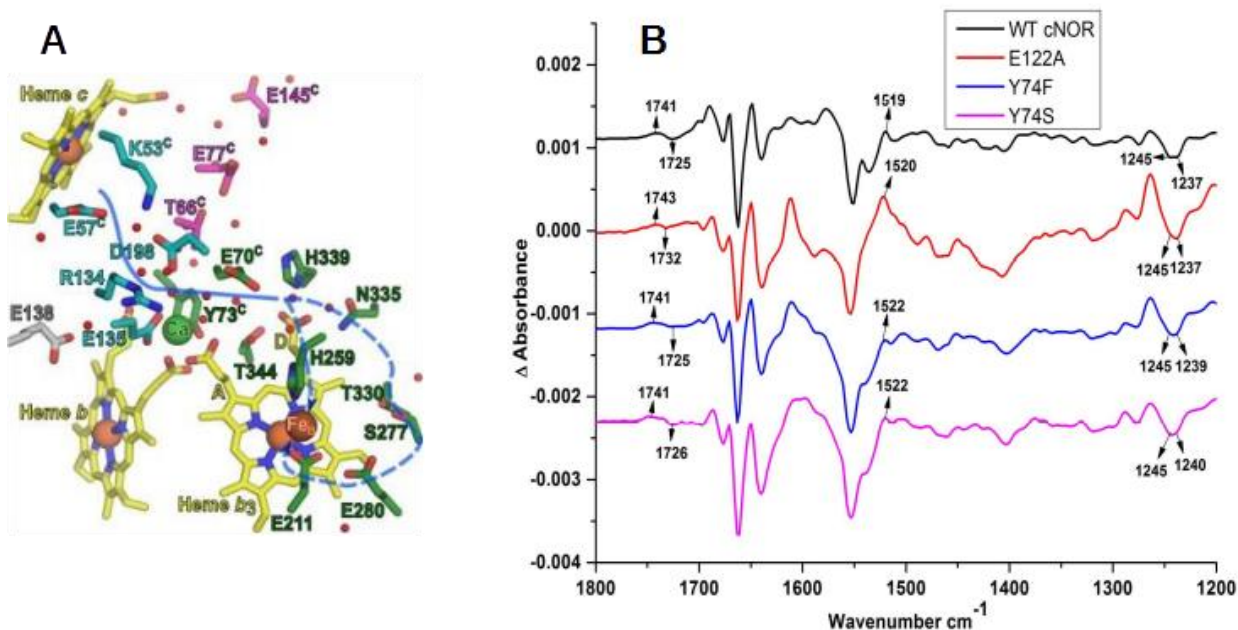 A
Heme c
E145ᶜ
K53ᶜ
E77ᶜ
T66ᶜ
E57ᶜ
D198
E70ᶜ
H339
R134
N335
E138
Ca
Y73ᶜ
E135
D
H259
T344
T330
A
Heme b
Fe
S277
Heme b₃
E211
E280
B
WT cNOR
E122A
Y74F
Y74S
0.002
0.001
0.000
-0.001
-0.002
-0.003
-0.004
Δ Absorbance
1741
1725
1519
1245
1237
1743
1732
1520
1245
1237
1741
1725
1522
1245
1239
1741
1726
1522
1245
1240
1800 1700 1600 1500 1400 1300 1200
Wavenumber cm⁻¹